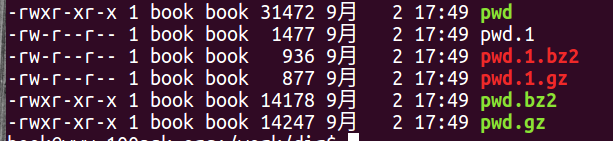 -rwxr-xr-x 1 book book 31472 9月   2 17:49 pwd
-rw-r--r-- 1 book book  1477 9月   2 17:49 pwd.1
-rw-r--r-- 1 book book   936 9月   2 17:49 pwd.1.bz2
-rw-r--r-- 1 book book   877 9月   2 17:49 pwd.1.gz
-rwxr-xr-x 1 book book 14178 9月   2 17:49 pwd.bz2
-rwxr-xr-x 1 book book 14247 9月   2 17:49 pwd.gz